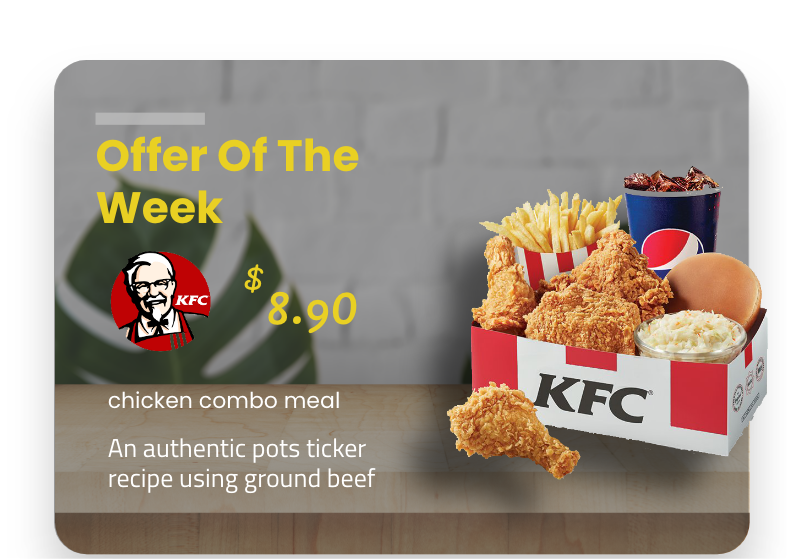 Offer Of The
Week
KFC
$
8.90
KFC
chicken combo meal
An authentic pots ticker
recipe using ground beef